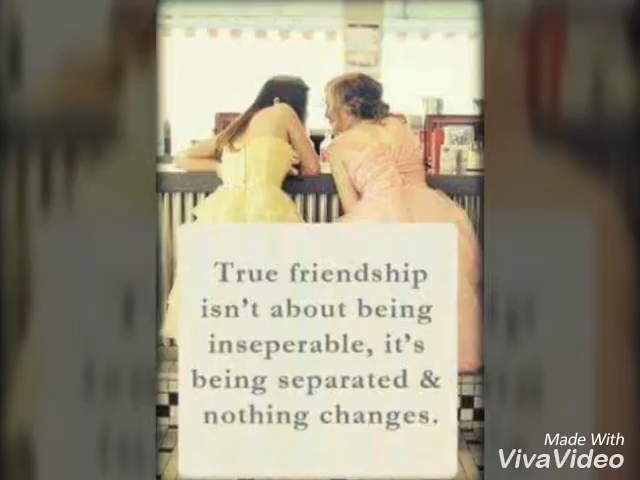 True friendship
isn't about being
inseperable, it's
being separated &
nothing changes.
Made With
VivaVideo